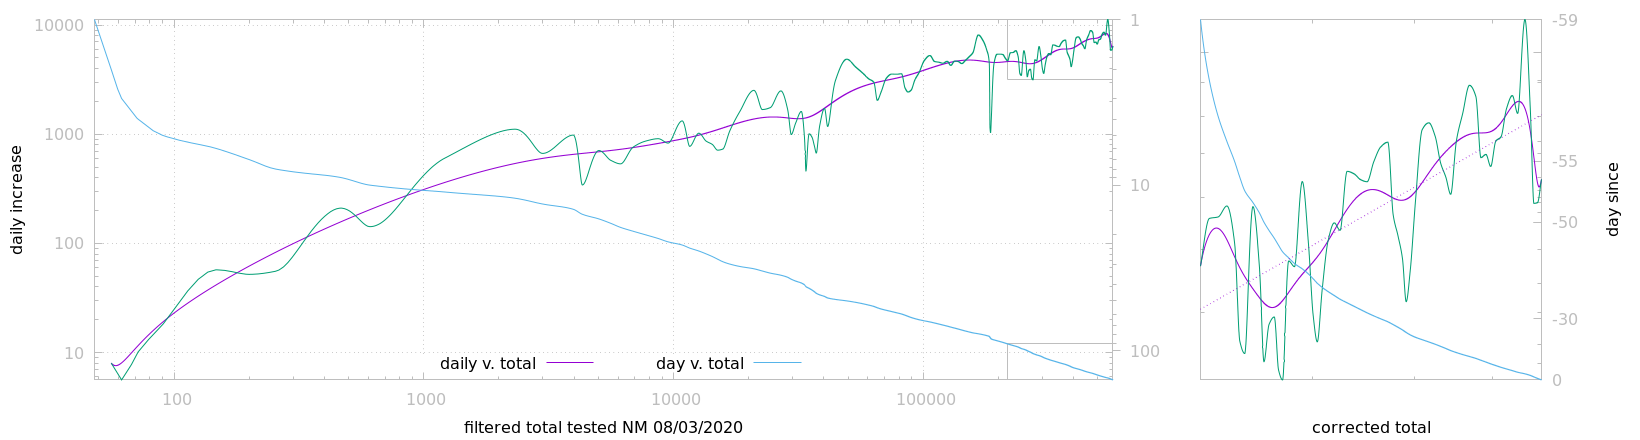 10000
1000
100
10
daily increase
100
1000
10000
100000
filtered total tested NM 08/03/2020
daily v. total
day v. total
1
10
100
-59
-55
-50
-30
0
day since
corrected total